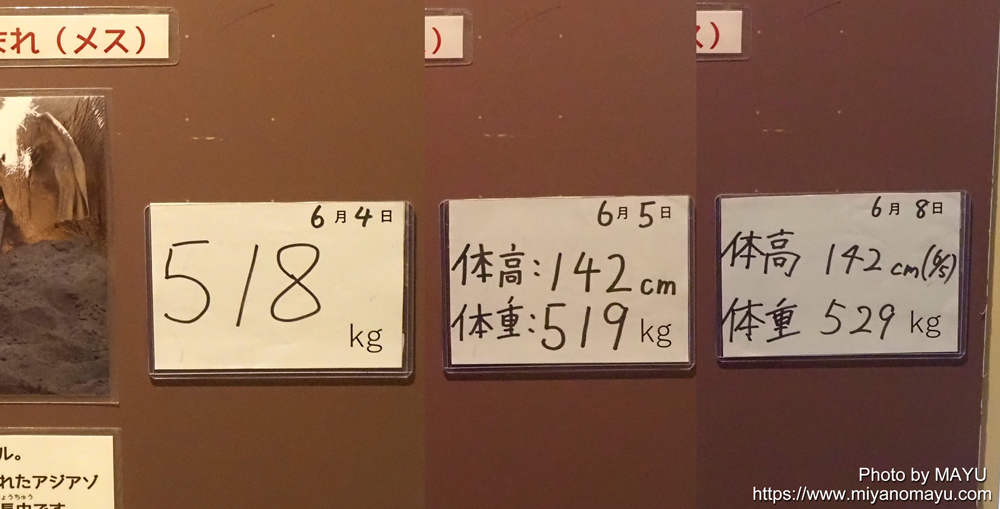 まれ（メス）
6月4日
518
kg
ル。
れたアジアゾ
）
6月5日
体高：142cm
体重：519kg
ス）
6月8日
体高 142cm（6/5）
体重 529kg
Photo by MAYU
https://www.miyanomayu.com